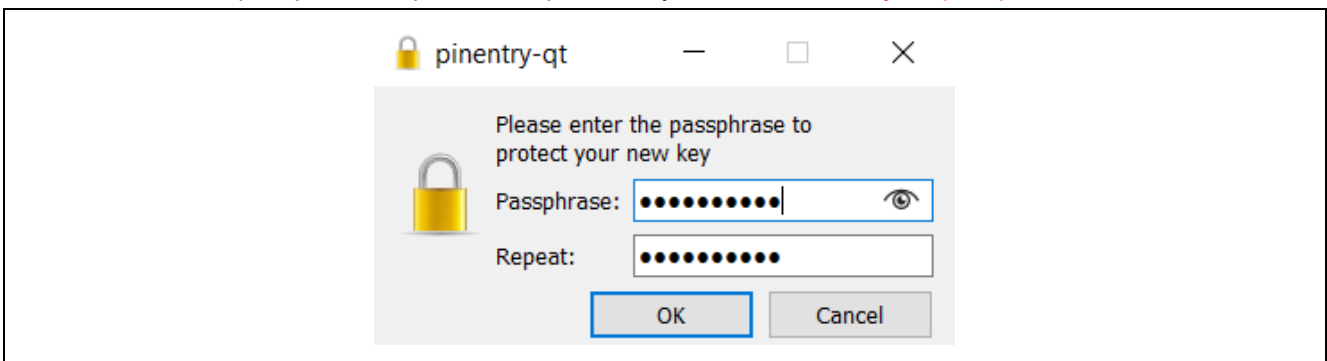 pinentry-qt
Please enter the passphrase to
protect your new key
Passphrase: ●●●●●●●●●●
Repeat: ●●●●●●●●●●
OK Cancel